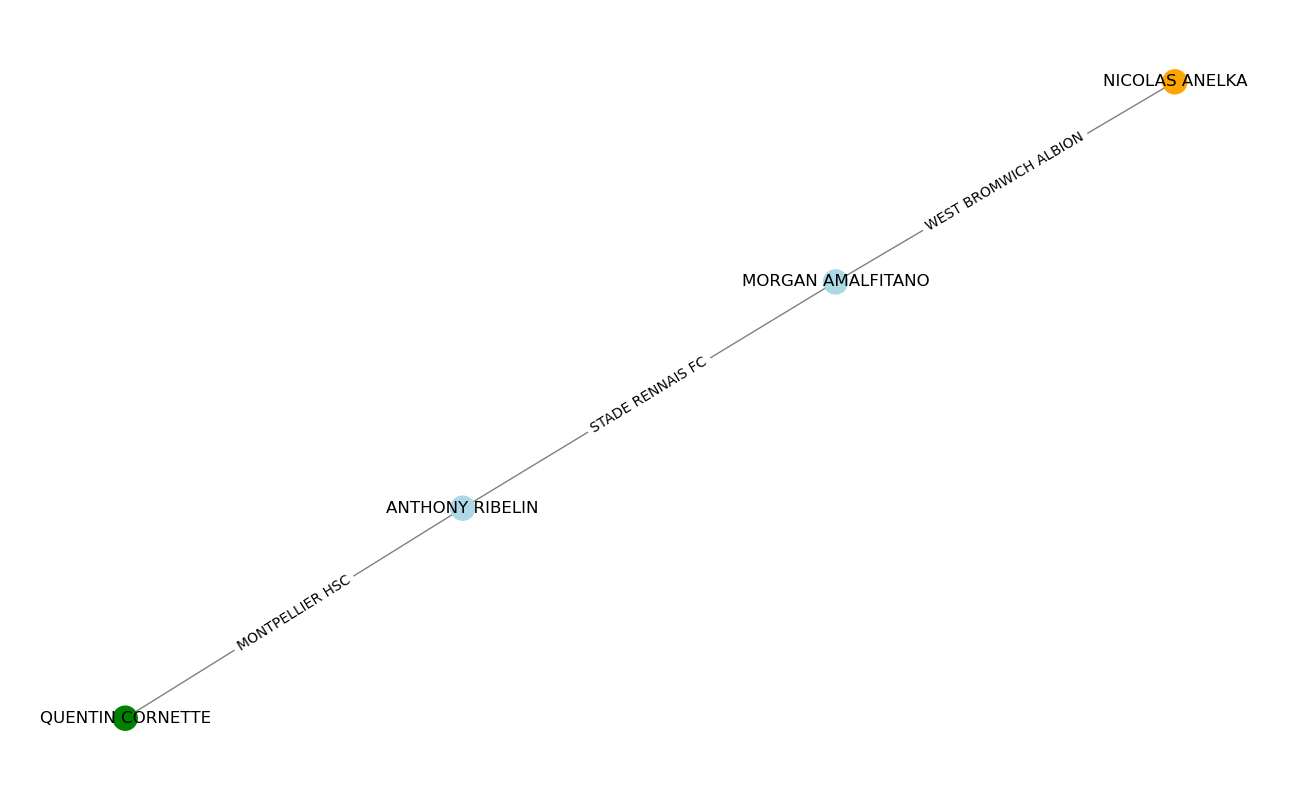 NICOLAS ANELKA
WEST BROMWICH ALBION
MORGAN AMALFITANO
STADE RENNAIS FC
ANTHONY RIBELIN
MONTPELLIER HSC
QUENTIN CORNETTE